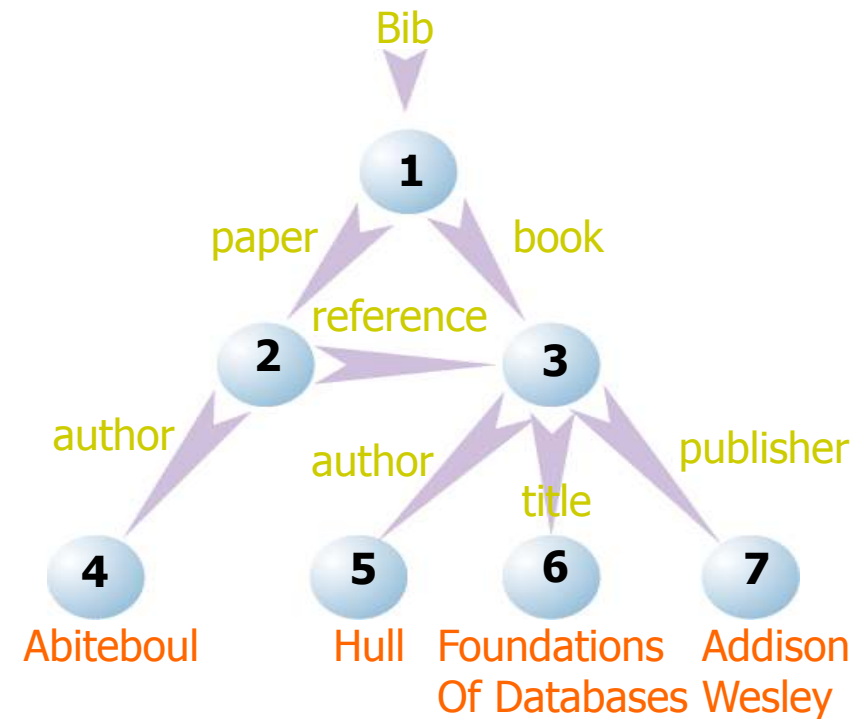 Bib
1
paper
book
reference
2
3
author
author
title
publisher
4
5
6
7
Abiteboul
Hull
Foundations
Of Databases
Addison
Wesley